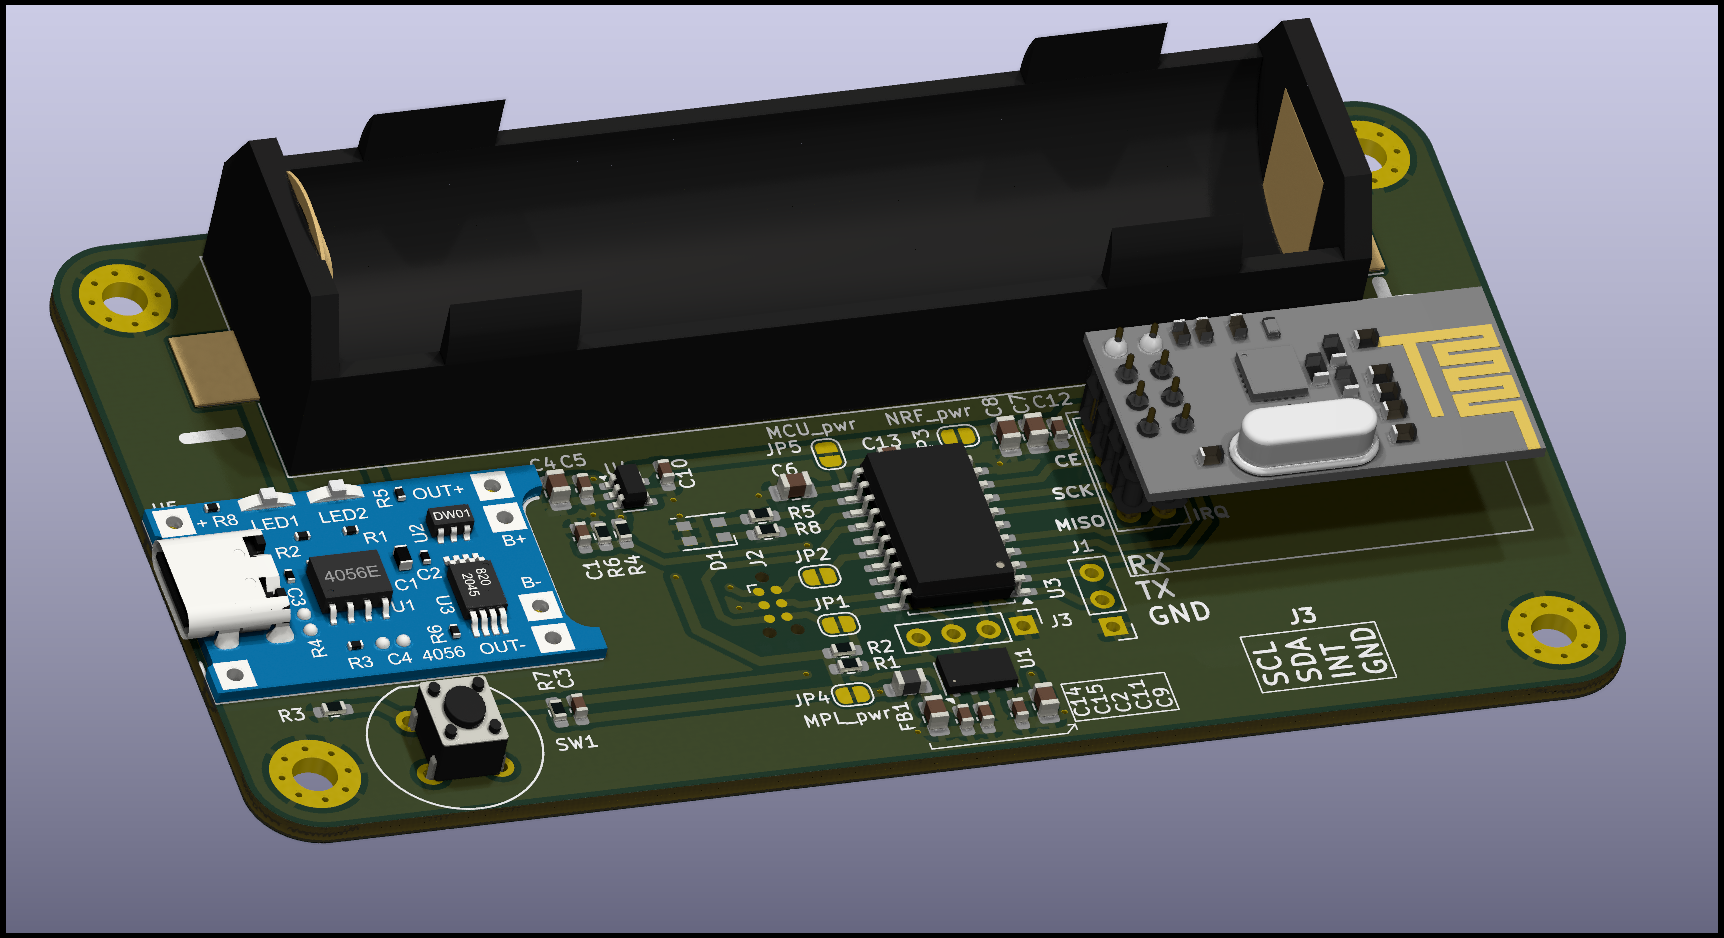 MCU_pwr
JP5
NRF_pwr
C8
C7
C12
C13
C4
C5
C10
C6
CE
SCK
MISO
IRQ
R5
R8
JP2
D1
J2
C1
R6
R4
JP1
R2
R1
J3
U3
J1
RX
TX
GND
J3
SCL
SDA
INT
GND
U1
JP4
MPL_pwr
FB1
C14
C15
C2
C11
C9
R7
C3
R3
SW1
+
R8
LED1
LED2
R5
OUT+
DW01
U2
B+
R2
R1
4056E
C1
C2
U1
C3
R4
R3
C4
4056
R6
U3
820
2045
B-
OUT-